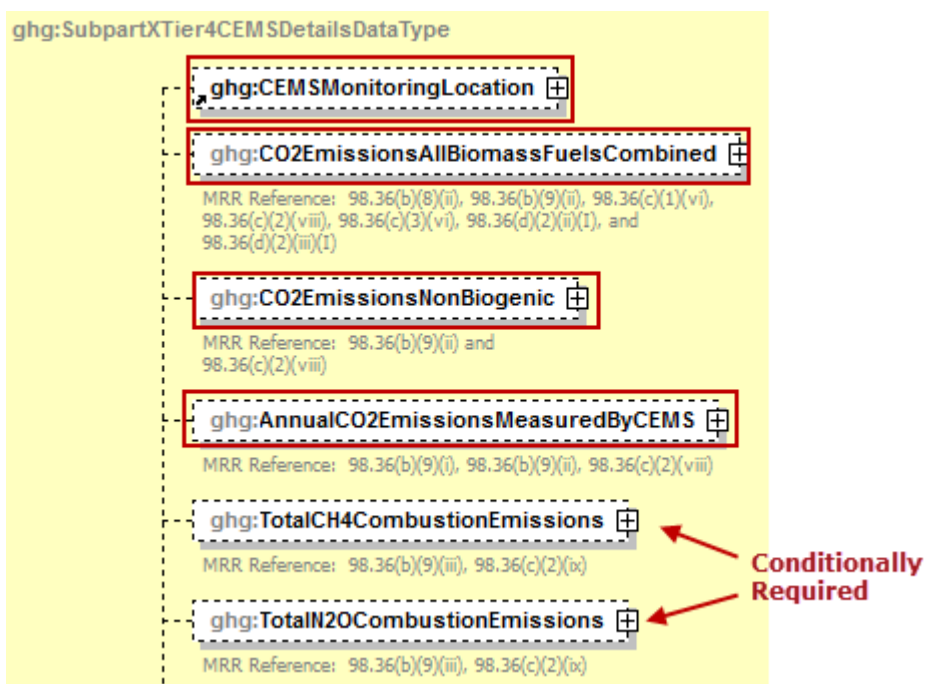 ghg:SubpartXTier4CEMSDetailsDataType
ghg:CEMSMonitoringLocation
ghg:CO2EmissionsAllBiomassFuelsCombined
MRR Reference: 98.36(b)(8)(ii), 98.36(b)(9)(ii), 98.36(c)(1)(vi),
98.36(c)(2)(viii), 98.36(c)(3)(vi), 98.36(d)(2)(ii)(I), and
98.36(d)(2)(iii)(I)
ghg:CO2EmissionsNonBiogenic
MRR Reference: 98.36(b)(9)(ii) and
98.36(c)(2)(viii)
ghg:AnnualCO2EmissionsMeasuredByCEMS
MRR Reference: 98.36(b)(9)(i), 98.36(b)(9)(ii), 98.36(c)(2)(viii)
ghg:TotalCH4CombustionEmissions
MRR Reference: 98.36(b)(9)(iii), 98.36(c)(2)(ix)
Conditionally
Required
ghg:TotalN2OCombustionEmissions
MRR Reference: 98.36(b)(9)(iii), 98.36(c)(2)(ix)